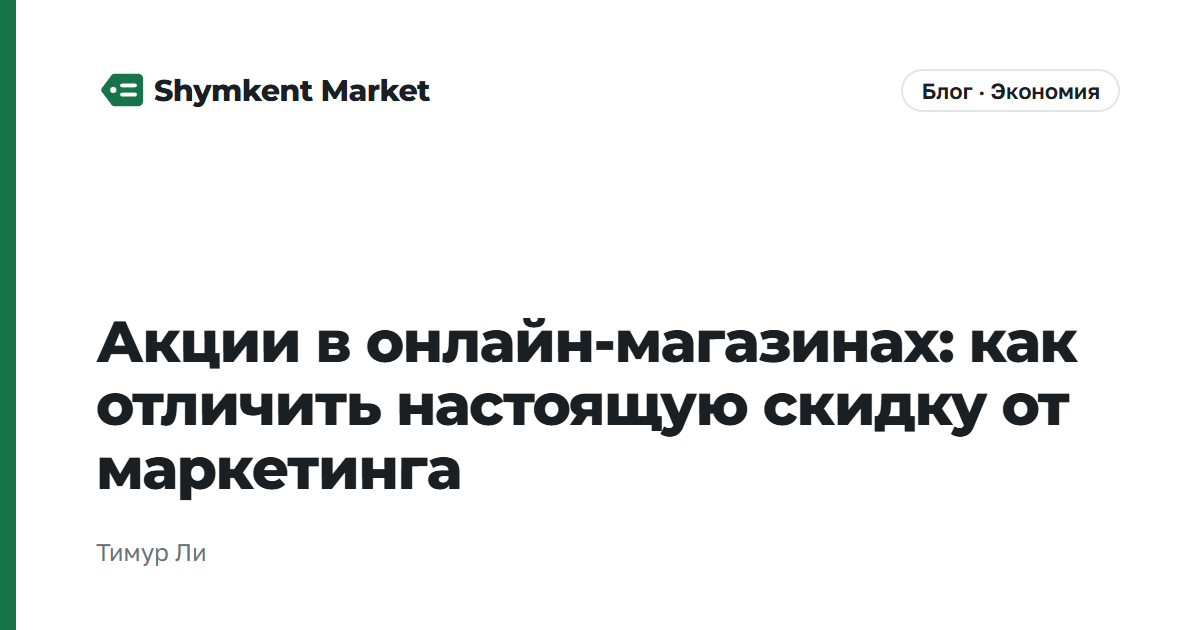 Shymkent Market
Блог · Экономия
Акции в онлайн-магазинах: как
отличить настоящую скидку от
маркетинга
Тимур Ли